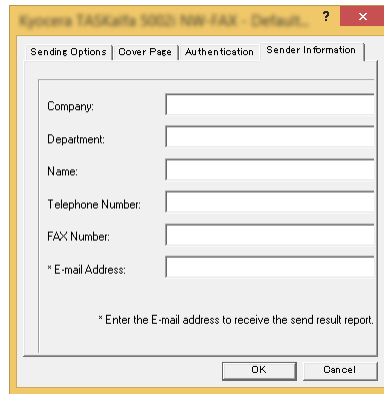 Kyocera TASKalfa 5002i NW-FAX - Default...
?
Sending Options
Cover Page
Authentication
Sender Information
Company:
Department:
Name:
Telephone Number:
FAX Number:
* E-mail Address:
* Enter the E-mail address to receive the send result report.
OK
Cancel